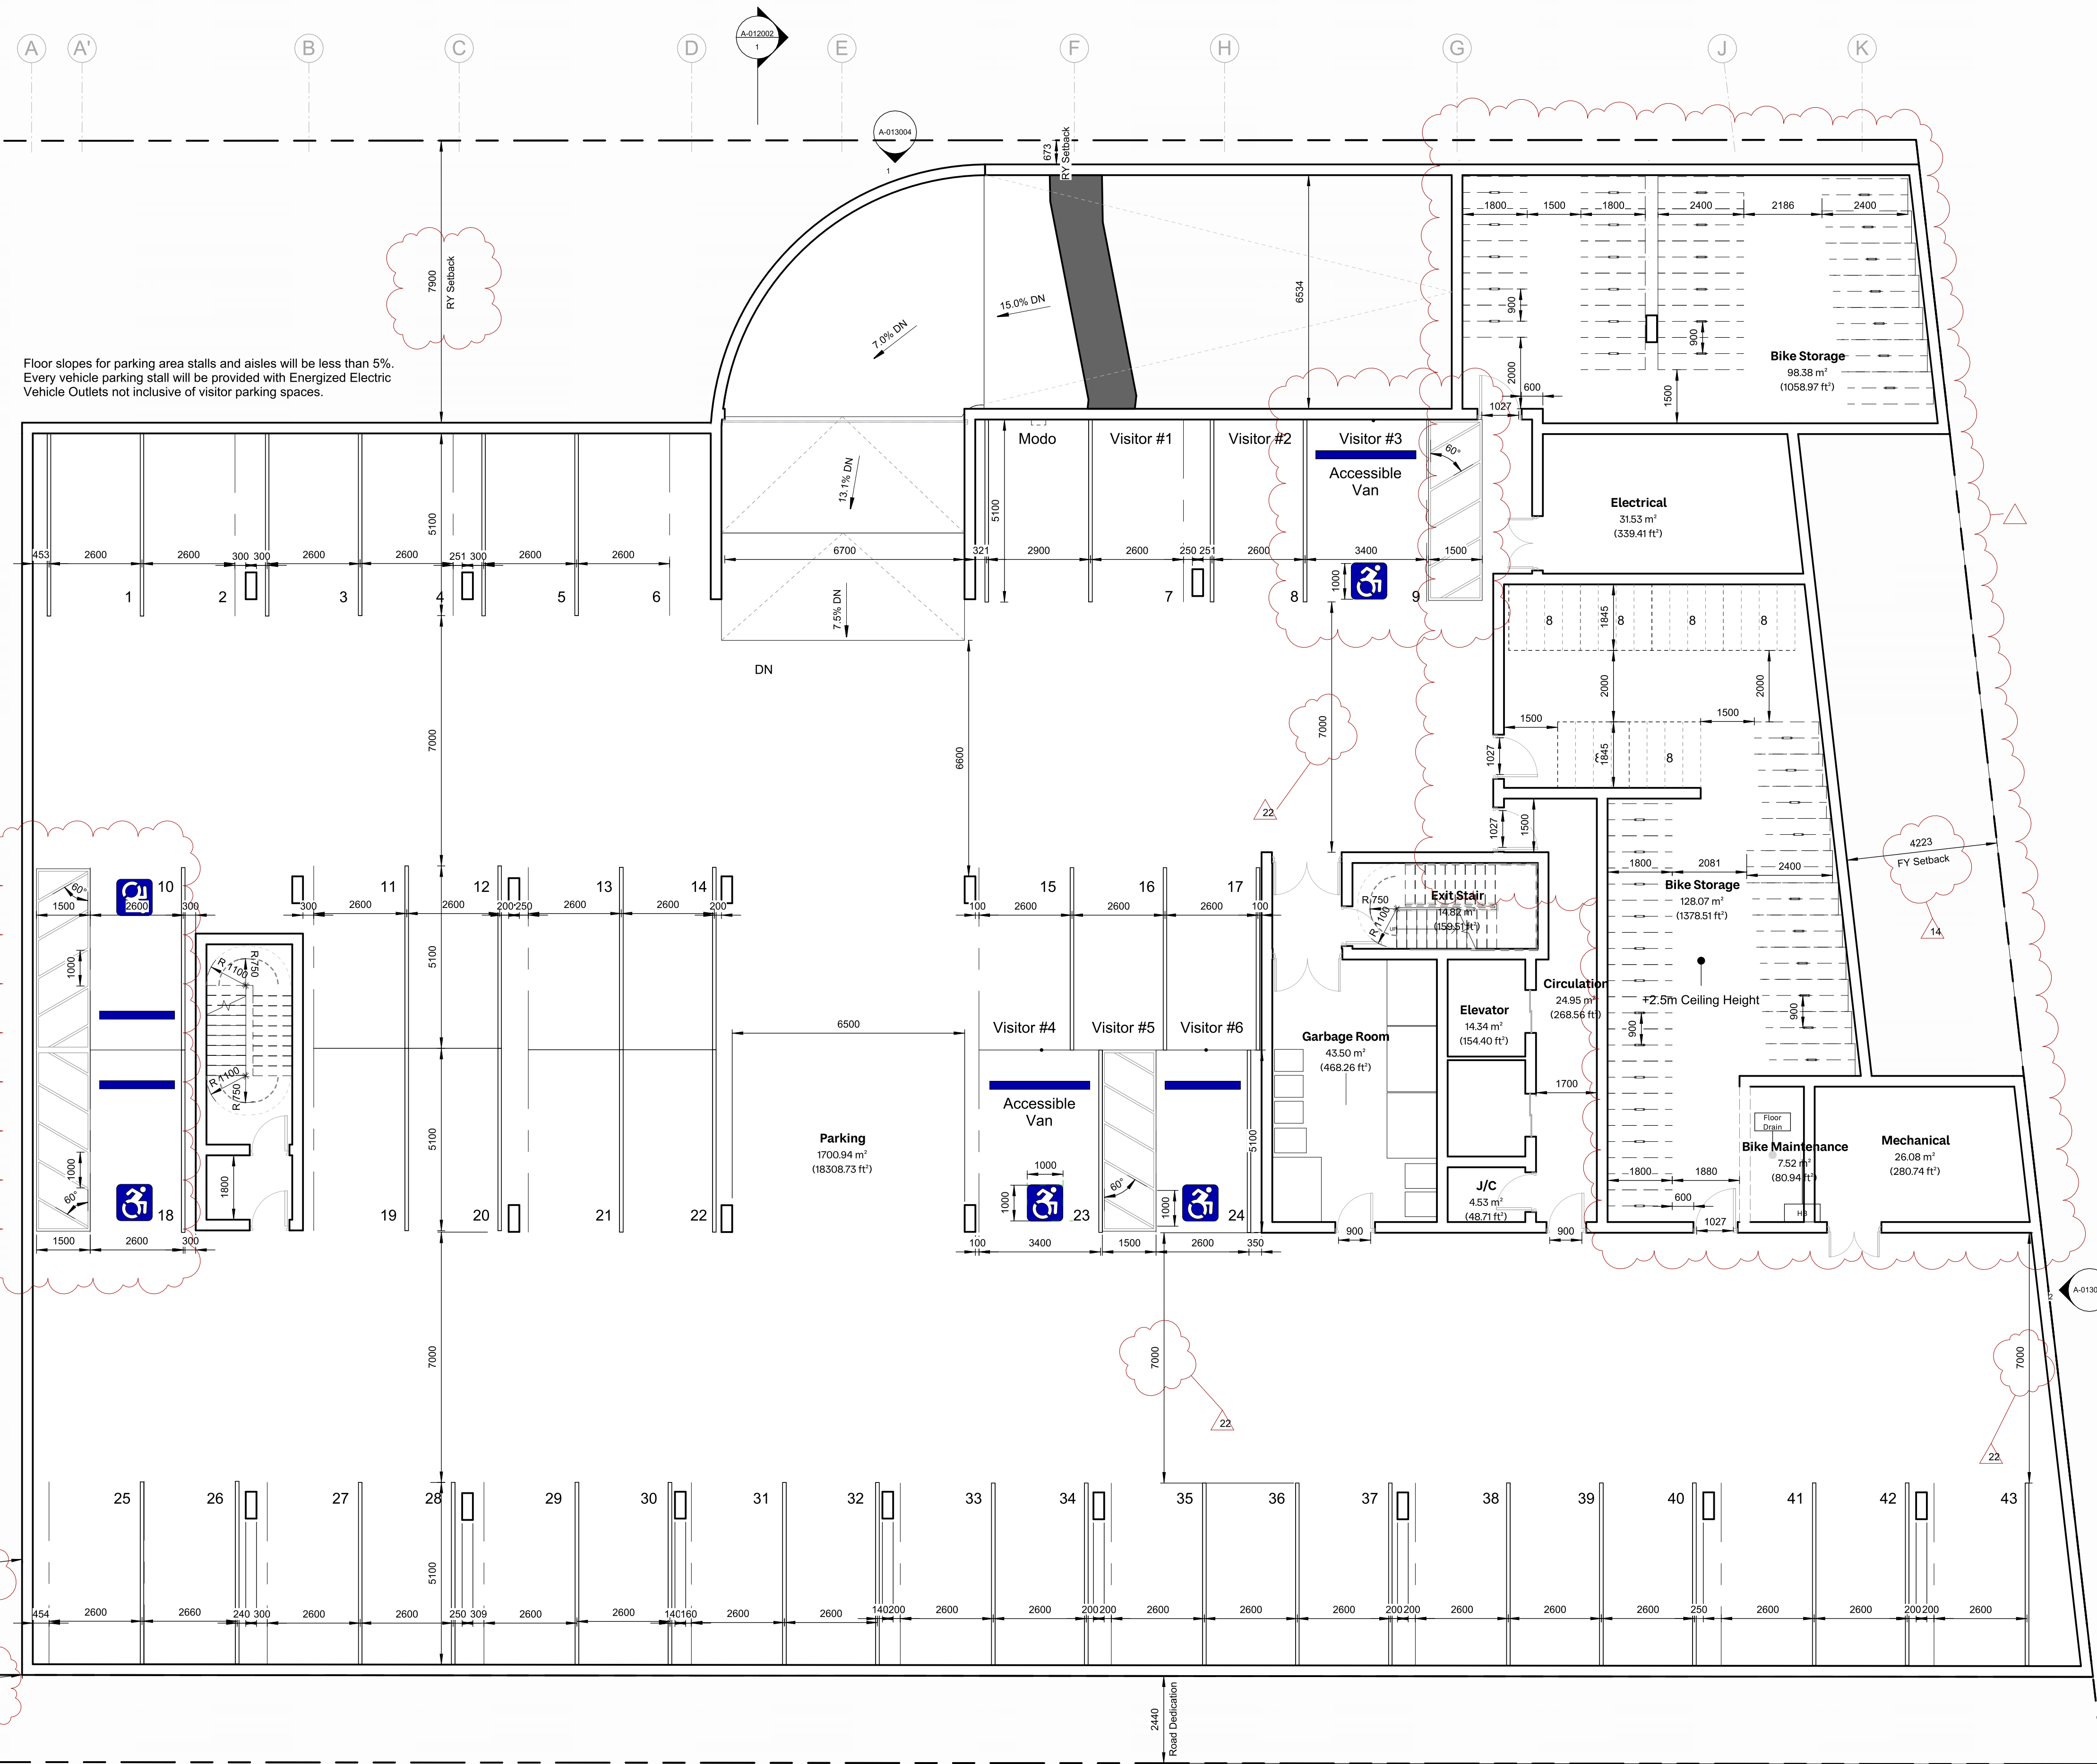 A A' B C D E F H G J K
A-012002
1
A-013004
1
673
RY Setback
7900
RY Setback
1800 1500 1800 2400 2186 2400
15.0% DN
7.0% DN
6534
900
900
Bike Storage
98.38 m²
(1058.97 ft²)
2000
600
1500
1027
Floor slopes for parking area stalls and aisles will be less than 5%.
Every vehicle parking stall will be provided with Energized Electric
Vehicle Outlets not inclusive of visitor parking spaces.
Modo Visitor #1 Visitor #2 Visitor #3
Accessible
Van
60°
13.1% DN
5100
5100
Electrical
31.53 m²
(339.41 ft²)
453 2600 2600 300 300 2600 2600 251 300 2600 2600 6700 321 2900 2600 250 251 2600 3400 1500
1000
1 2 3 4 5 6 7 8 9
7.5% DN
DN
1845
8 8 8 8
2000
2000
1500 1500
1027
1845
8
7000
6600
7000
22
1027
1500
4223
FY Setback
14
1800 2081 2400
Bike Storage
128.07 m²
(1378.51 ft²)
60°
10 11 12 13 14 15 16 17
1500 2600 300 300 2600 2600 200 250 2600 2600 200 100 2600 2600 100
R 750
R 1100
Exit Stair
14.82 m²
(159.51 ft²)
UP
1000
R 1100
R 750
5100
Circulation
24.95 m²
(268.56 ft²)
+2.5m Ceiling Height
900
900
Elevator
14.34 m²
(154.40 ft²)
Garbage Room
43.50 m²
(468.26 ft²)
6500
Visitor #4 Visitor #5 Visitor #6
Accessible
Van
R 1100
R 750
1700
Floor
Drain
Bike Maintenance
7.52 m²
(80.94 ft²)
Mechanical
26.08 m²
(280.74 ft²)
Parking
1700.94 m²
(18308.73 ft²)
5100
5100
1000
60°
1800
1000
1000
60°
1000
J/C
4.53 m²
(48.71 ft²)
1800 1880
600
HB
1027
18 19 20 21 22 23 24
900 900
1500 2600 300 100 3400 1500 2600 350
A-0130
2
7000
7000
7000
22
22
25 26 27 28 29 30 31 32 33 34 35 36 37 38 39 40 41 42 43
5100
454 2600 2660 240 300 2600 2600 250 309 2600 2600 140 160 2600 2600 140 200 2600 2600 200 200 2600 2600 2600 200 200 2600 2600 2600 250 2600 2600 200 200 2600
2440
Road Dedication